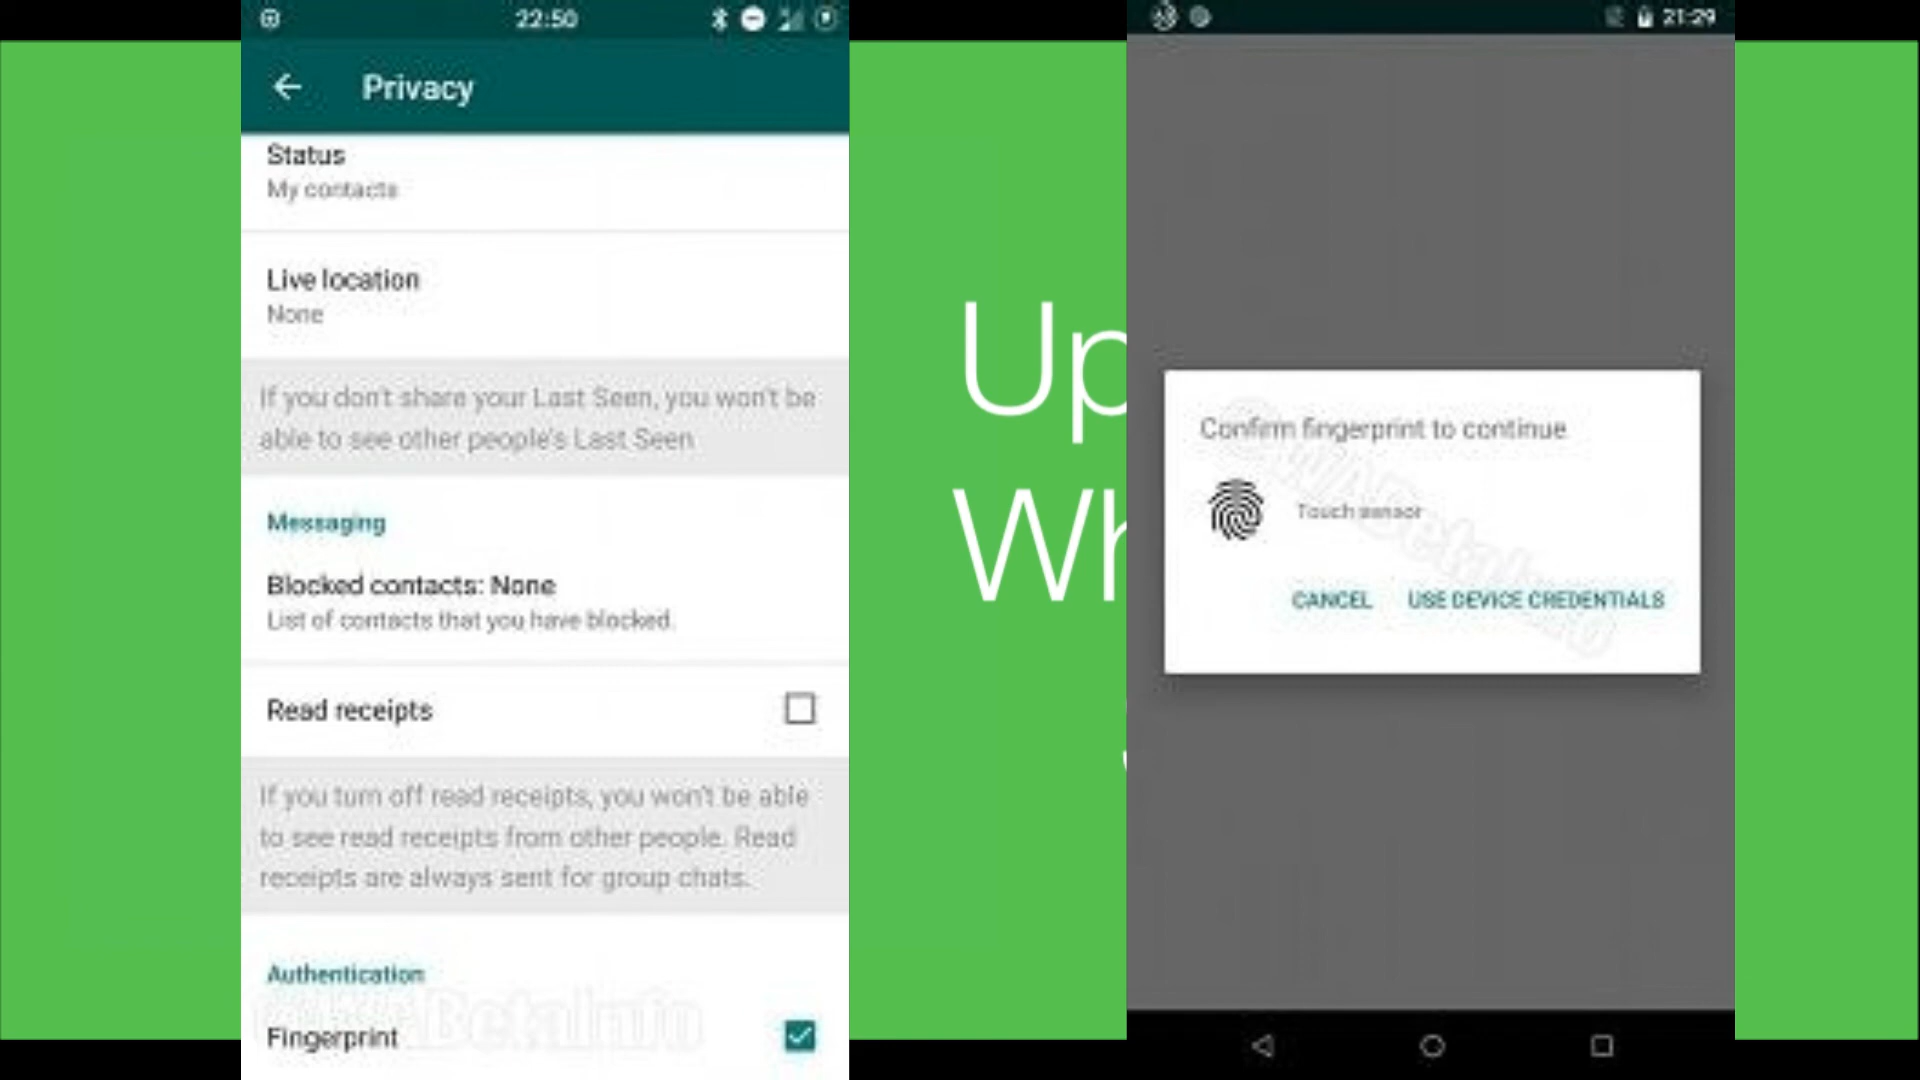 22:50
Privacy
Status
My contacts
Live location
None
If you don't share your Last Seen, you won't be
able to see other people's Last Seen
Messaging
Blocked contacts: None
List of contacts that you have blocked.
Read receipts
If you turn off read receipts, you won't be able
to see read receipts from other people. Read
receipts are always sent for group chats.
Authentication
Fingerprint
Up
Wh
21:29
Confirm fingerprint to continue
Touch sensor
CANCEL USE DEVICE CREDENTIALS
@WABetaInfo